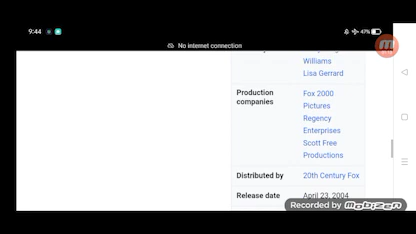 9:44
47%
No internet connection
Williams
Lisa Gerrard
Production
companies
Fox 2000
Pictures
Regency
Enterprises
Scott Free
Productions
Distributed by
20th Century Fox
Release date
April 23, 2004
Recorded by
MOBIZEN